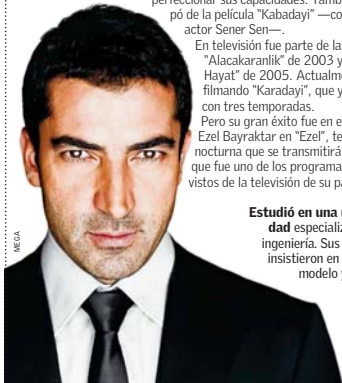 perfeccionar sus capacidades. Tambi
pó de la película "Kabadayi" —co
actor Sener Sen—.
En televisión fue parte de las
"Alacakaranlik" de 2003 y
Hayat" de 2005. Actualme
filmando "Karadayi", que y
con tres temporadas.
Pero su gran éxito fue en e
Ezel Bayraktar en "Ezel", te
nocturna que se transmitirá
que fue uno de los programa
vistos de la televisión de su pa
Estudió en una u
dad especializ
ingeniería. Sus
insistieron en
modelo y
MEGA